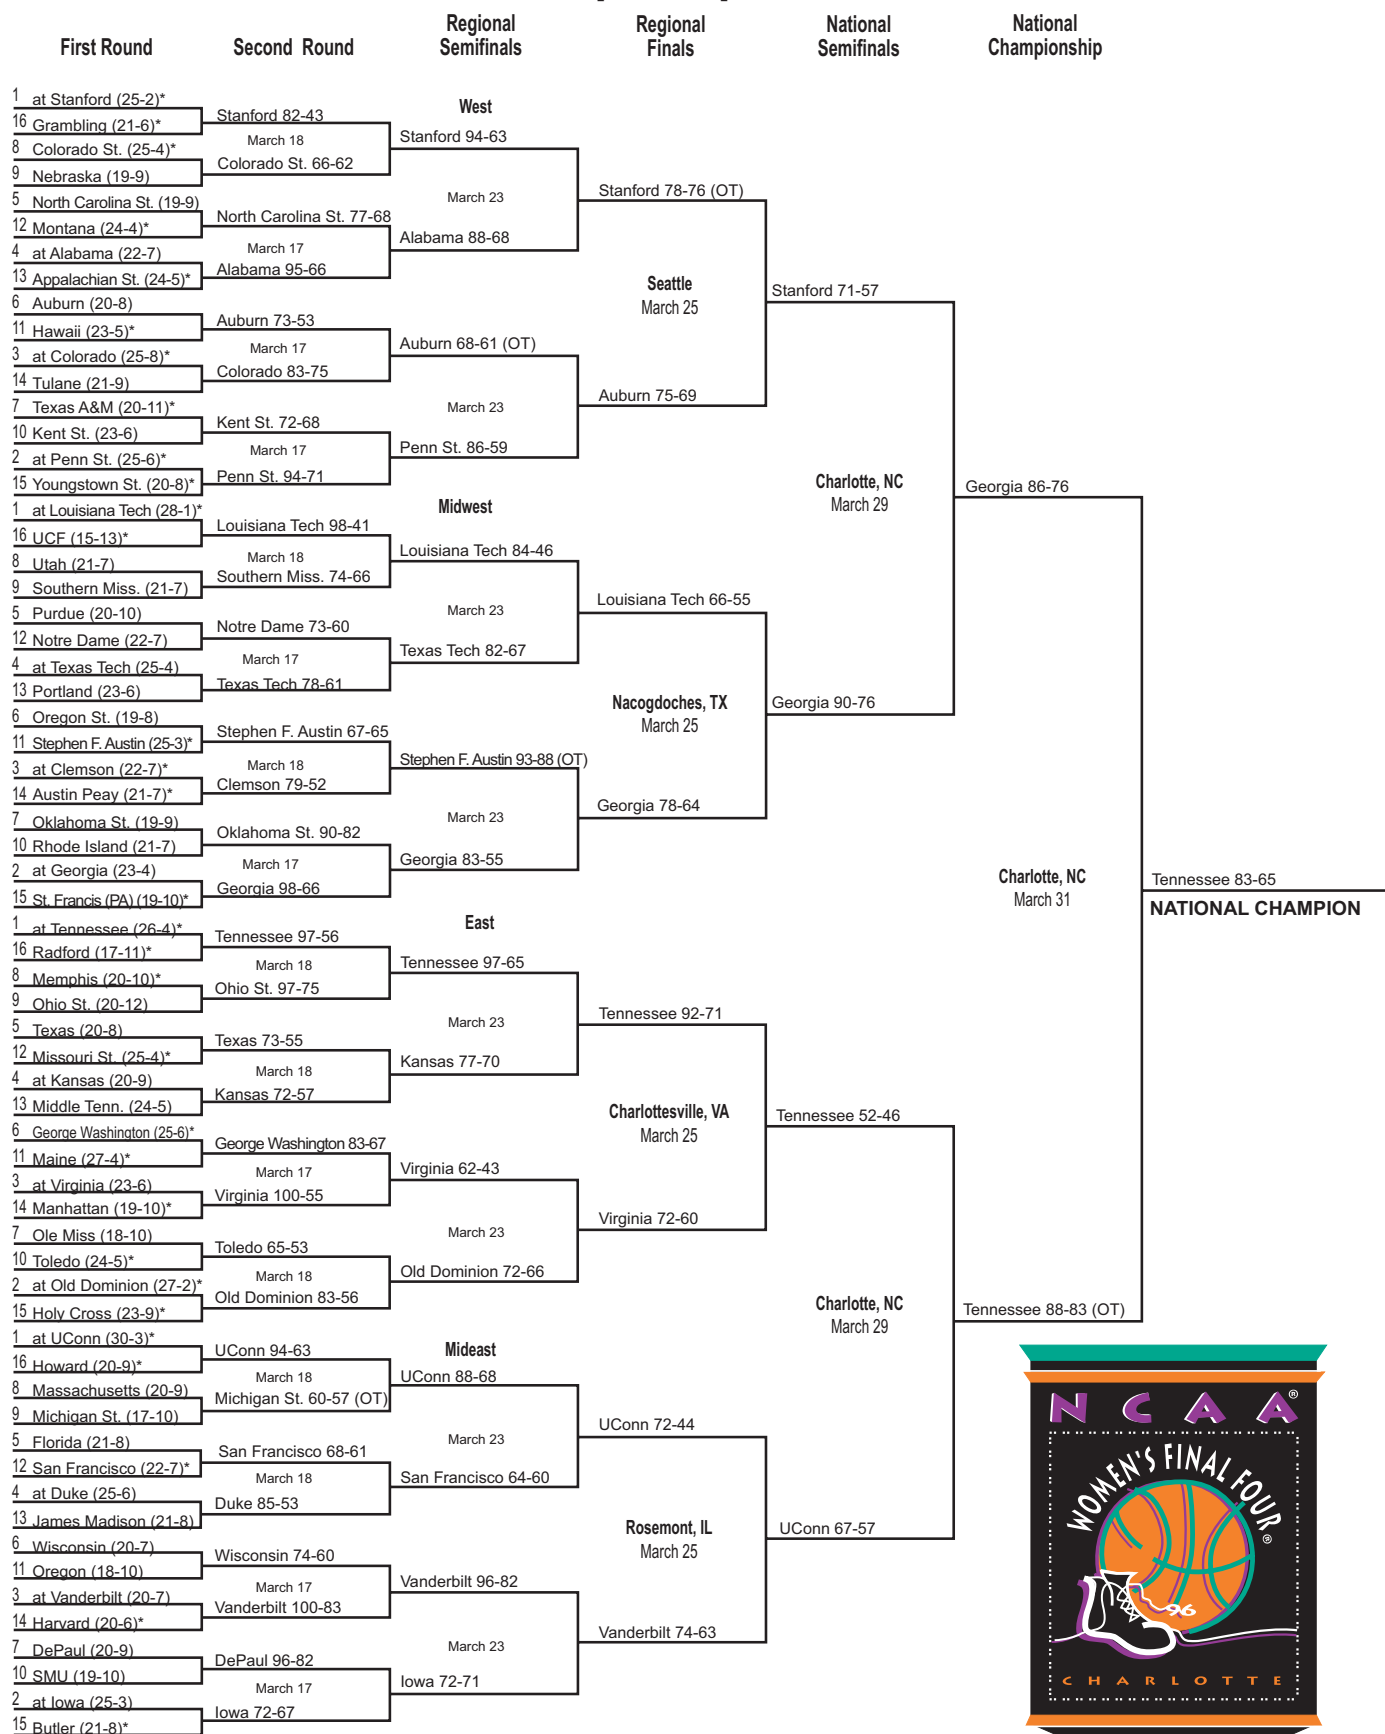 First Round
Second Round
Regional
Semifinals
Regional
Finals
National
Semifinals
National
Championship
1 at Stanford (25-2)*
16 Grambling (21-6)*
8 Colorado St. (25-4)*
9 Nebraska (19-9)
5 North Carolina St. (19-9)
12 Montana (24-4)*
4 at Alabama (22-7)
13 Appalachian St. (24-5)*
6 Auburn (20-8)
11 Hawaii (23-5)*
3 at Colorado (25-8)*
14 Tulane (21-9)
7 Texas A&M (20-11)*
10 Kent St. (23-6)
2 at Penn St. (25-6)*
15 Youngstown St. (20-8)*
1 at Louisiana Tech (28-1)*
16 UCF (15-13)*
8 Utah (21-7)
9 Southern Miss. (21-7)
5 Purdue (20-10)
12 Notre Dame (22-7)
4 at Texas Tech (25-4)
13 Portland (23-6)
6 Oregon St. (19-8)
11 Stephen F. Austin (25-3)*
3 at Clemson (22-7)*
14 Austin Peay (21-7)*
7 Oklahoma St. (19-9)
10 Rhode Island (21-7)
2 at Georgia (23-4)
15 St. Francis (PA) (19-10)*
1 at Tennessee (26-4)*
16 Radford (17-11)*
8 Memphis (20-10)*
9 Ohio St. (20-12)
5 Texas (20-8)
12 Missouri St. (25-4)*
4 at Kansas (20-9)
13 Middle Tenn. (24-5)
6 George Washington (25-6)*
11 Maine (27-4)*
3 at Virginia (23-6)
14 Manhattan (19-10)*
7 Ole Miss (18-10)
10 Toledo (24-5)*
2 at Old Dominion (27-2)*
15 Holy Cross (23-9)*
1 at UConn (30-3)*
16 Howard (20-9)*
8 Massachusetts (20-9)
9 Michigan St. (17-10)
5 Florida (21-8)
12 San Francisco (22-7)*
4 at Duke (25-6)
13 James Madison (21-8)
6 Wisconsin (20-7)
11 Oregon (18-10)
3 at Vanderbilt (20-7)
14 Harvard (20-6)*
7 DePaul (20-9)
10 SMU (19-10)
2 at Iowa (25-3)
15 Butler (21-8)*
Stanford 82-43
March 18
Colorado St. 66-62
North Carolina St. 77-68
March 17
Alabama 95-66
Auburn 73-53
March 17
Colorado 83-75
Kent St. 72-68
March 17
Penn St. 94-71
Louisiana Tech 98-41
March 18
Southern Miss. 74-66
Notre Dame 73-60
March 17
Texas Tech 78-61
Stephen F. Austin 67-65
March 18
Clemson 79-52
Oklahoma St. 90-82
March 17
Georgia 98-66
Tennessee 97-56
March 18
Ohio St. 97-75
Texas 73-55
March 18
Kansas 72-57
George Washington 83-67
March 17
Virginia 100-55
Toledo 65-53
March 18
Old Dominion 83-56
UConn 94-63
March 18
Michigan St. 60-57 (OT)
San Francisco 68-61
March 18
Duke 85-53
Wisconsin 74-60
March 17
Vanderbilt 100-83
DePaul 96-82
March 17
Iowa 72-67
West
Stanford 94-63
March 23
Alabama 88-68
Auburn 68-61 (OT)
March 23
Penn St. 86-59
Midwest
Louisiana Tech 84-46
March 23
Texas Tech 82-67
Stephen F. Austin 93-88 (OT)
March 23
Georgia 83-55
East
Tennessee 97-65
March 23
Kansas 77-70
Virginia 62-43
March 23
Old Dominion 72-66
Mideast
UConn 88-68
March 23
San Francisco 64-60
Vanderbilt 96-82
March 23
Iowa 72-71
Stanford 78-76 (OT)
Seattle
March 25
Auburn 75-69
Louisiana Tech 66-55
Nacogdoches, TX
March 25
Georgia 78-64
Tennessee 92-71
Charlottesville, VA
March 25
Virginia 72-60
UConn 72-44
Rosemont, IL
March 25
Vanderbilt 74-63
Stanford 71-57
Charlotte, NC
March 29
Georgia 90-76
Tennessee 52-46
Charlotte, NC
March 29
UConn 67-57
Georgia 86-76
Charlotte, NC
March 31
Tennessee 88-83 (OT)
Tennessee 83-65
NATIONAL CHAMPION
NCAA®
WOMEN'S FINAL FOUR®
96
CHARLOTTE